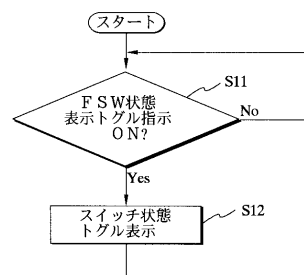 スタート
S11
FSW状態
表示トグル指示
ON?
No
Yes
スイッチ状態
トグル表示
S12